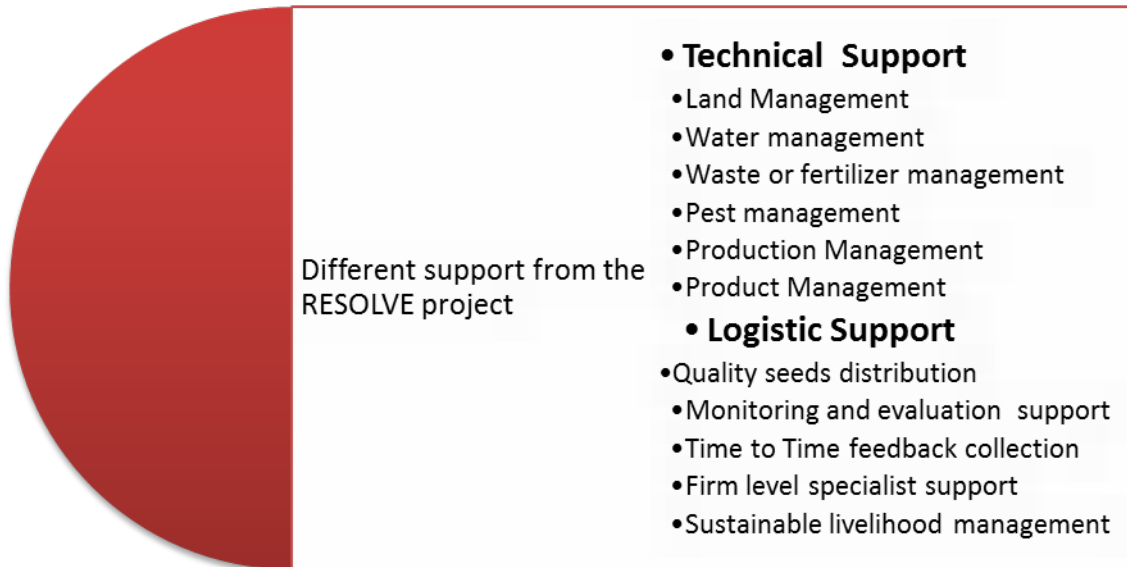 Different support from the
RESOLVE project
• Technical Support
•Land Management
•Water management
•Waste or fertilizer management
•Pest management
•Production Management
•Product Management
• Logistic Support
•Quality seeds distribution
•Monitoring and evaluation support
•Time to Time feedback collection
•Firm level specialist support
•Sustainable livelihood management